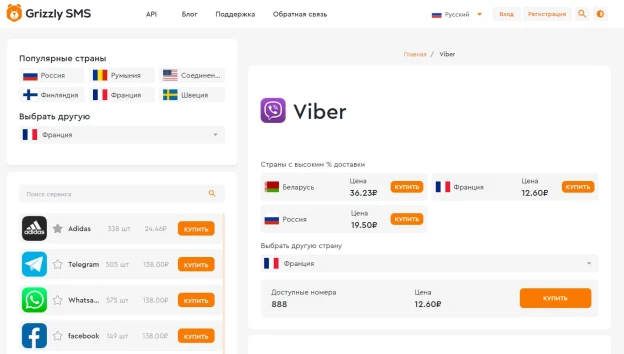 Grizzly SMS
API
Блог
Поддержка
Обратная связь
Русский
Вход
Регистрация
Популярные страны
Россия
Румыния
Соединен...
Финляндия
Франция
Швеция
Выбрать другую
Франция
Поиск сервиса
adidas
Adidas
338 шт
24.46₽
КУПИТЬ
Telegram
505 шт
138.00₽
КУПИТЬ
Whatsa...
575 шт
138.00₽
КУПИТЬ
facebook
149 шт
138.00₽
КУПИТЬ
Главная / Viber
Viber
Страны с высоким % доставки
Беларусь
Цена
36.23₽
КУПИТЬ
Франция
Цена
12.60₽
КУПИТЬ
Россия
Цена
19.50₽
КУПИТЬ
Выбрать другую страну
Франция
Доступные номера
888
Цена
12.60₽
КУПИТЬ